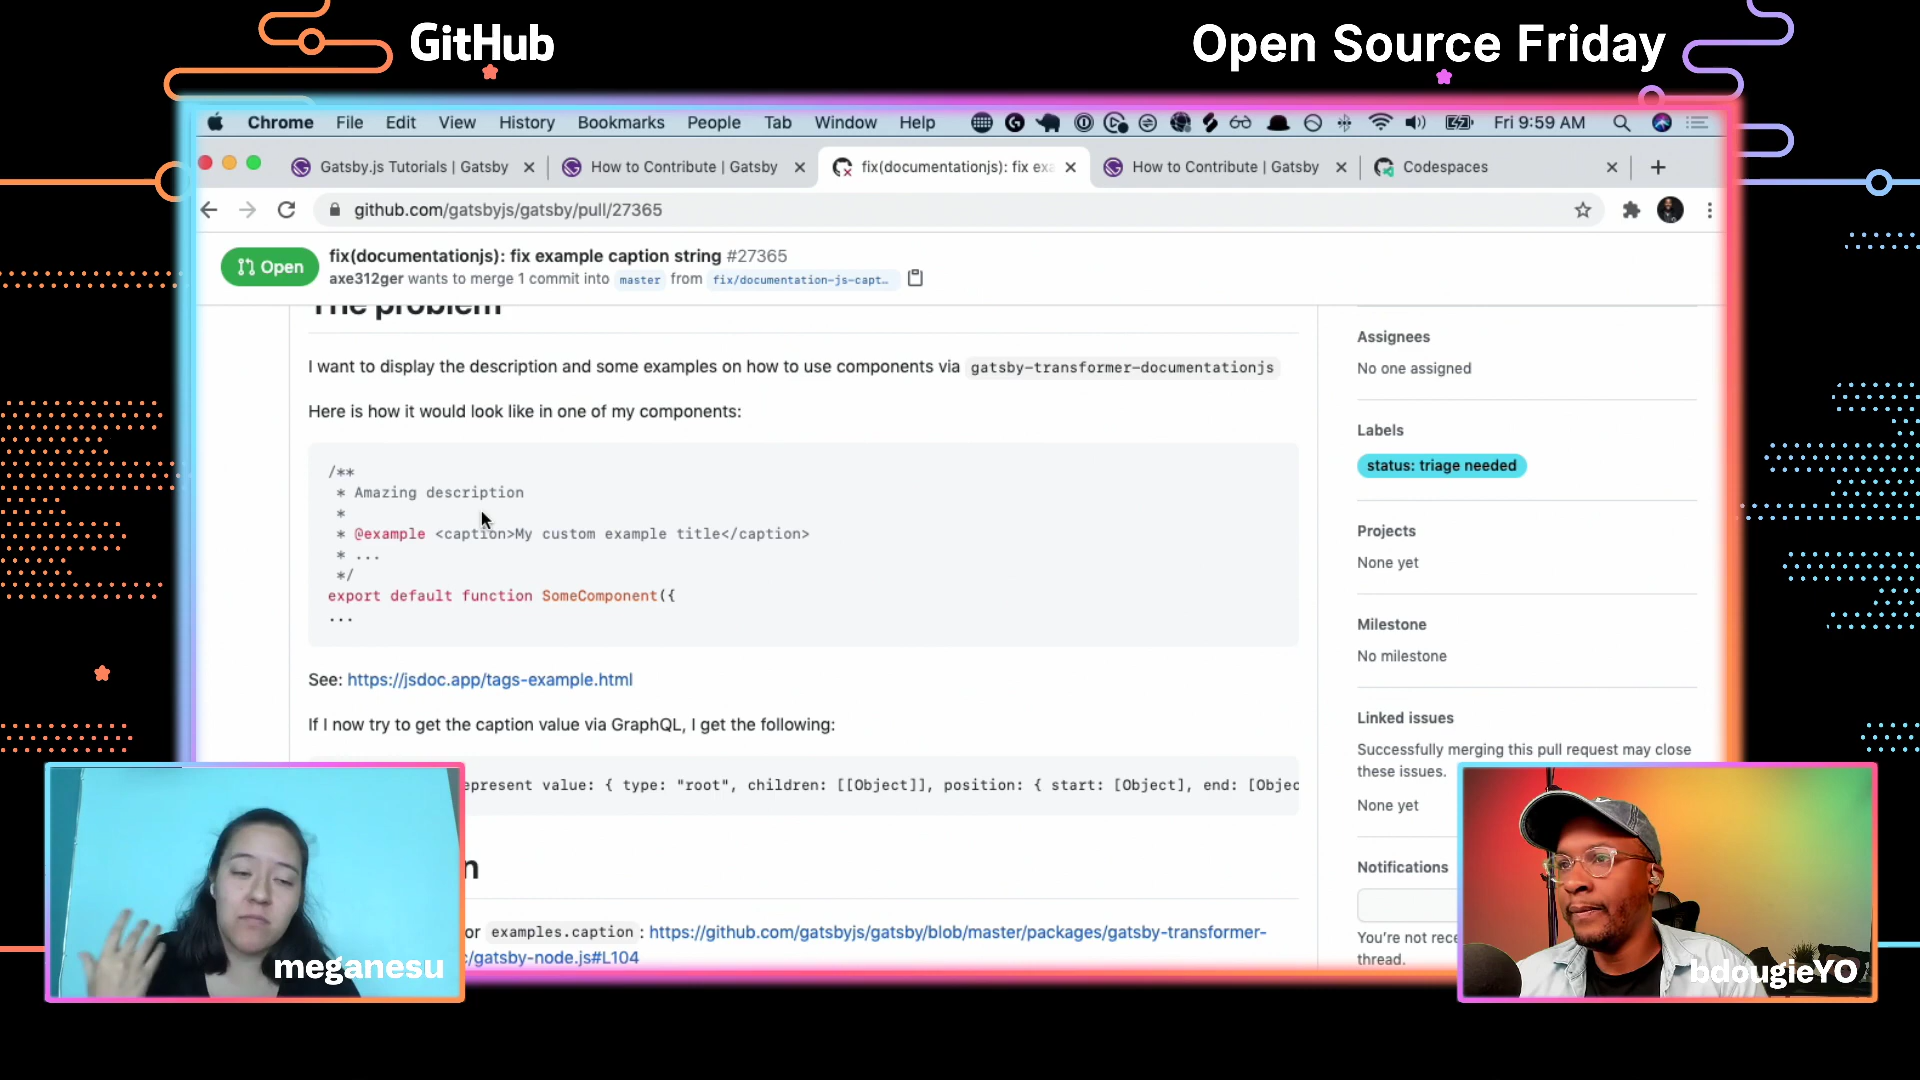 GitHub
Open Source Friday
Chrome File Edit View History Bookmarks People Tab Window Help Fri 9:59 AM
Gatsby.js Tutorials | Gatsby
How to Contribute | Gatsby
fix(documentationjs): fix exa
How to Contribute | Gatsby
Codespaces
github.com/gatsbyjs/gatsby/pull/27365
Open
fix(documentationjs): fix example caption string #27365
axe312ger wants to merge 1 commit into master from fix/documentation-js-capt…
The problem
I want to display the description and some examples on how to use components via gatsby-transformer-documentationjs
Here is how it would look like in one of my components:
/**
* Amazing description
*
* @example <caption>My custom example title</caption>
* ...
*/
export default function SomeComponent({
...
See: https://jsdoc.app/tags-example.html
If I now try to get the caption value via GraphQL, I get the following:
epresent value: { type: "root", children: [[Object]], position: { start: [Object], end: [Objec
n
or examples.caption : https://github.com/gatsbyjs/gatsby/blob/master/packages/gatsby-transformer-
c/gatsby-node.js#L104
Assignees
No one assigned
Labels
status: triage needed
Projects
None yet
Milestone
No milestone
Linked issues
Successfully merging this pull request may close
these issues.
None yet
Notifications
You're not rece
thread.
meganesu
bdougieYO